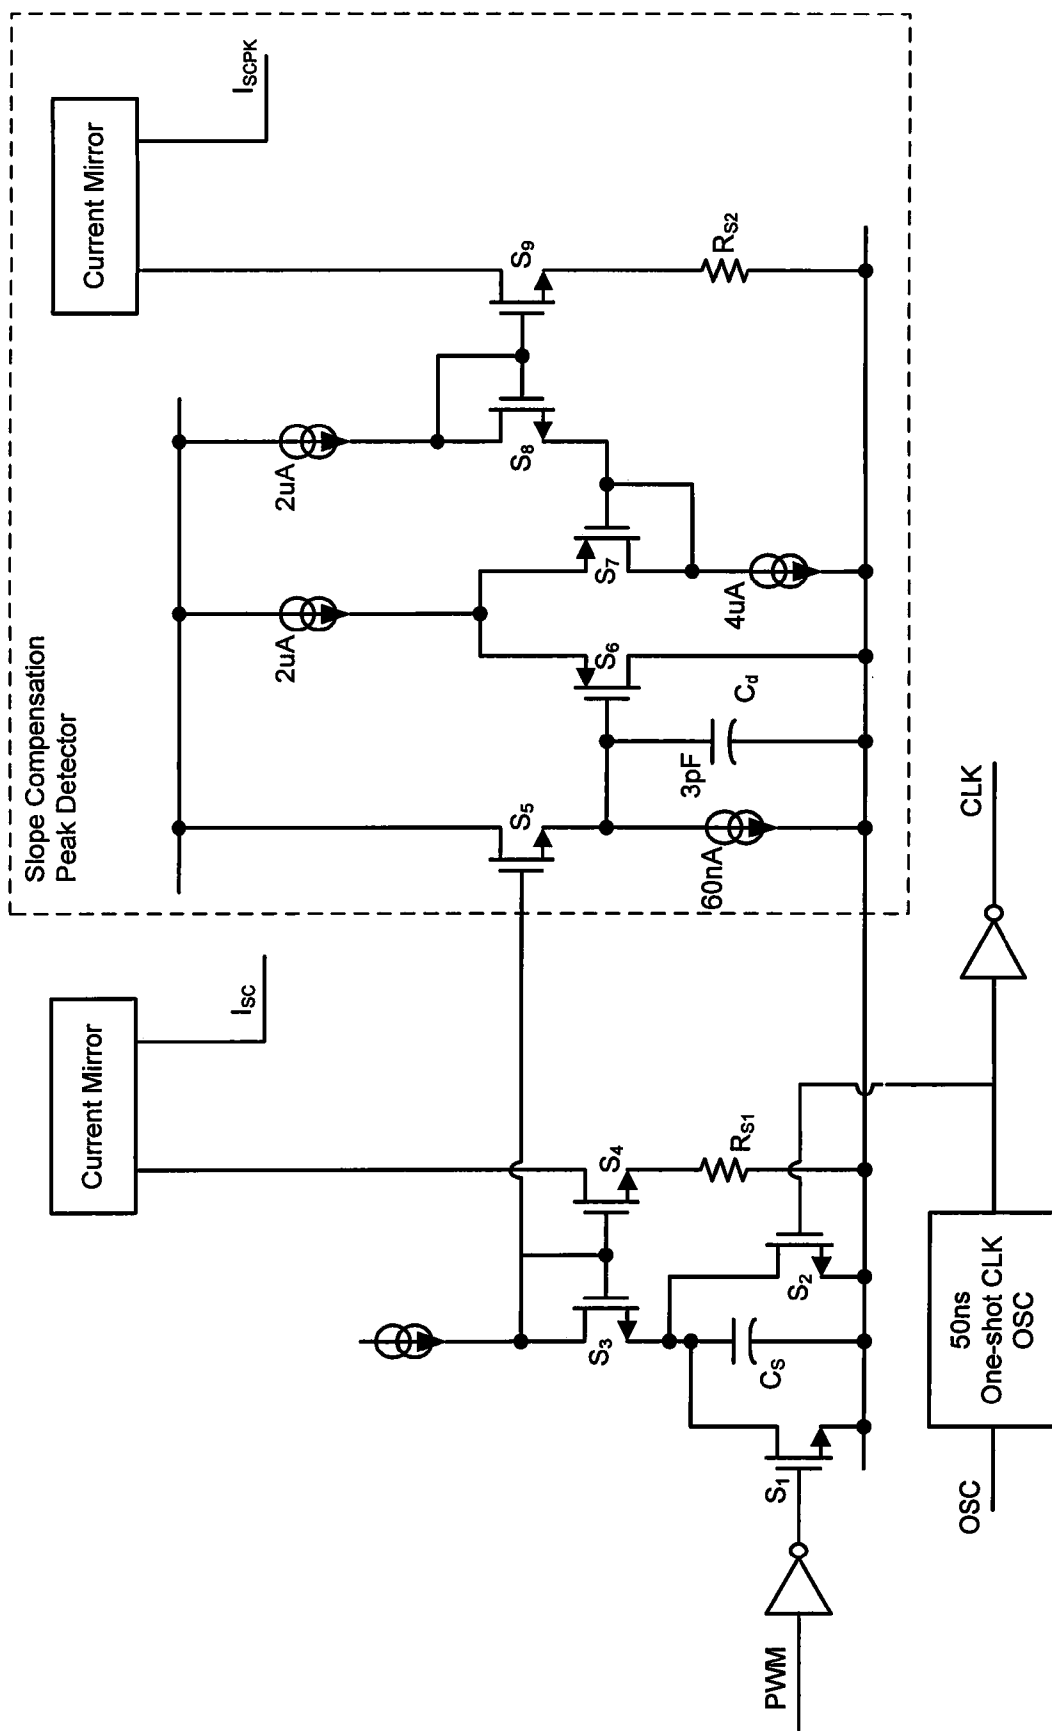 Slope Compensation
Peak Detector
Current Mirror
ISCPK
2uA
2uA
S9
RS2
S8
S7
4uA
S6
Cd
3pF
S5
60nA
Current Mirror
ISC
S4
RS1
S3
S2
CS
S1
PWM
CLK
50ns
One-shot CLK
OSC
OSC